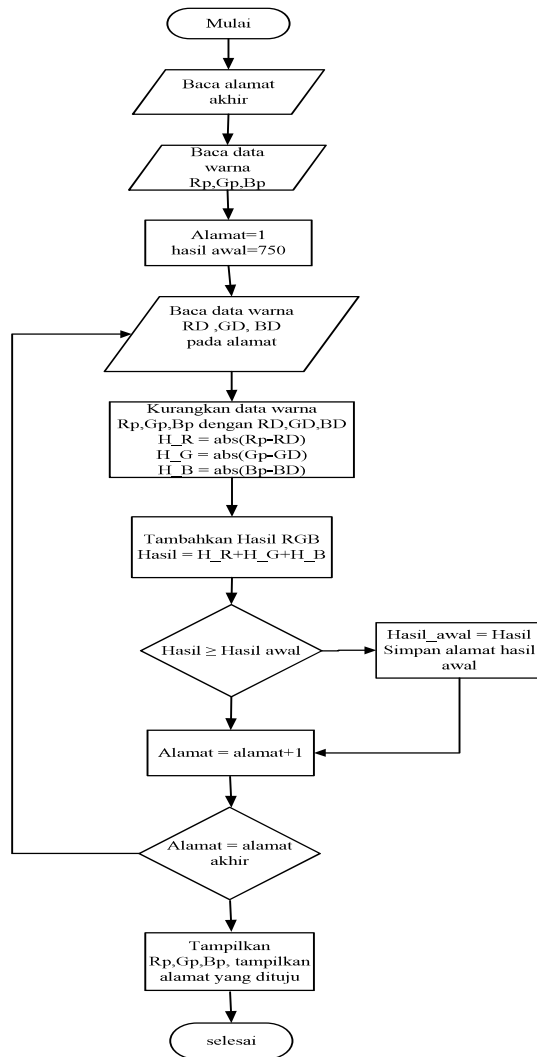 Mulai
Baca alamat
akhir
Baca data
warna
Rp,Gp,Bp
Alamat=1
hasil awal=750
Baca data warna
RD ,GD, BD
pada alamat
Kurangkan data warna
Rp,Gp,Bp dengan RD,GD,BD
H_R = abs(Rp-RD)
H_G = abs(Gp-GD)
H_B = abs(Bp-BD)
Tambahkan Hasil RGB
Hasil = H_R+H_G+H_B
Hasil ≥ Hasil awal
Hasil_awal = Hasil
Simpan alamat hasil
awal
Alamat = alamat+1
Alamat = alamat
akhir
Tampilkan
Rp,Gp,Bp, tampilkan
alamat yang dituju
selesai